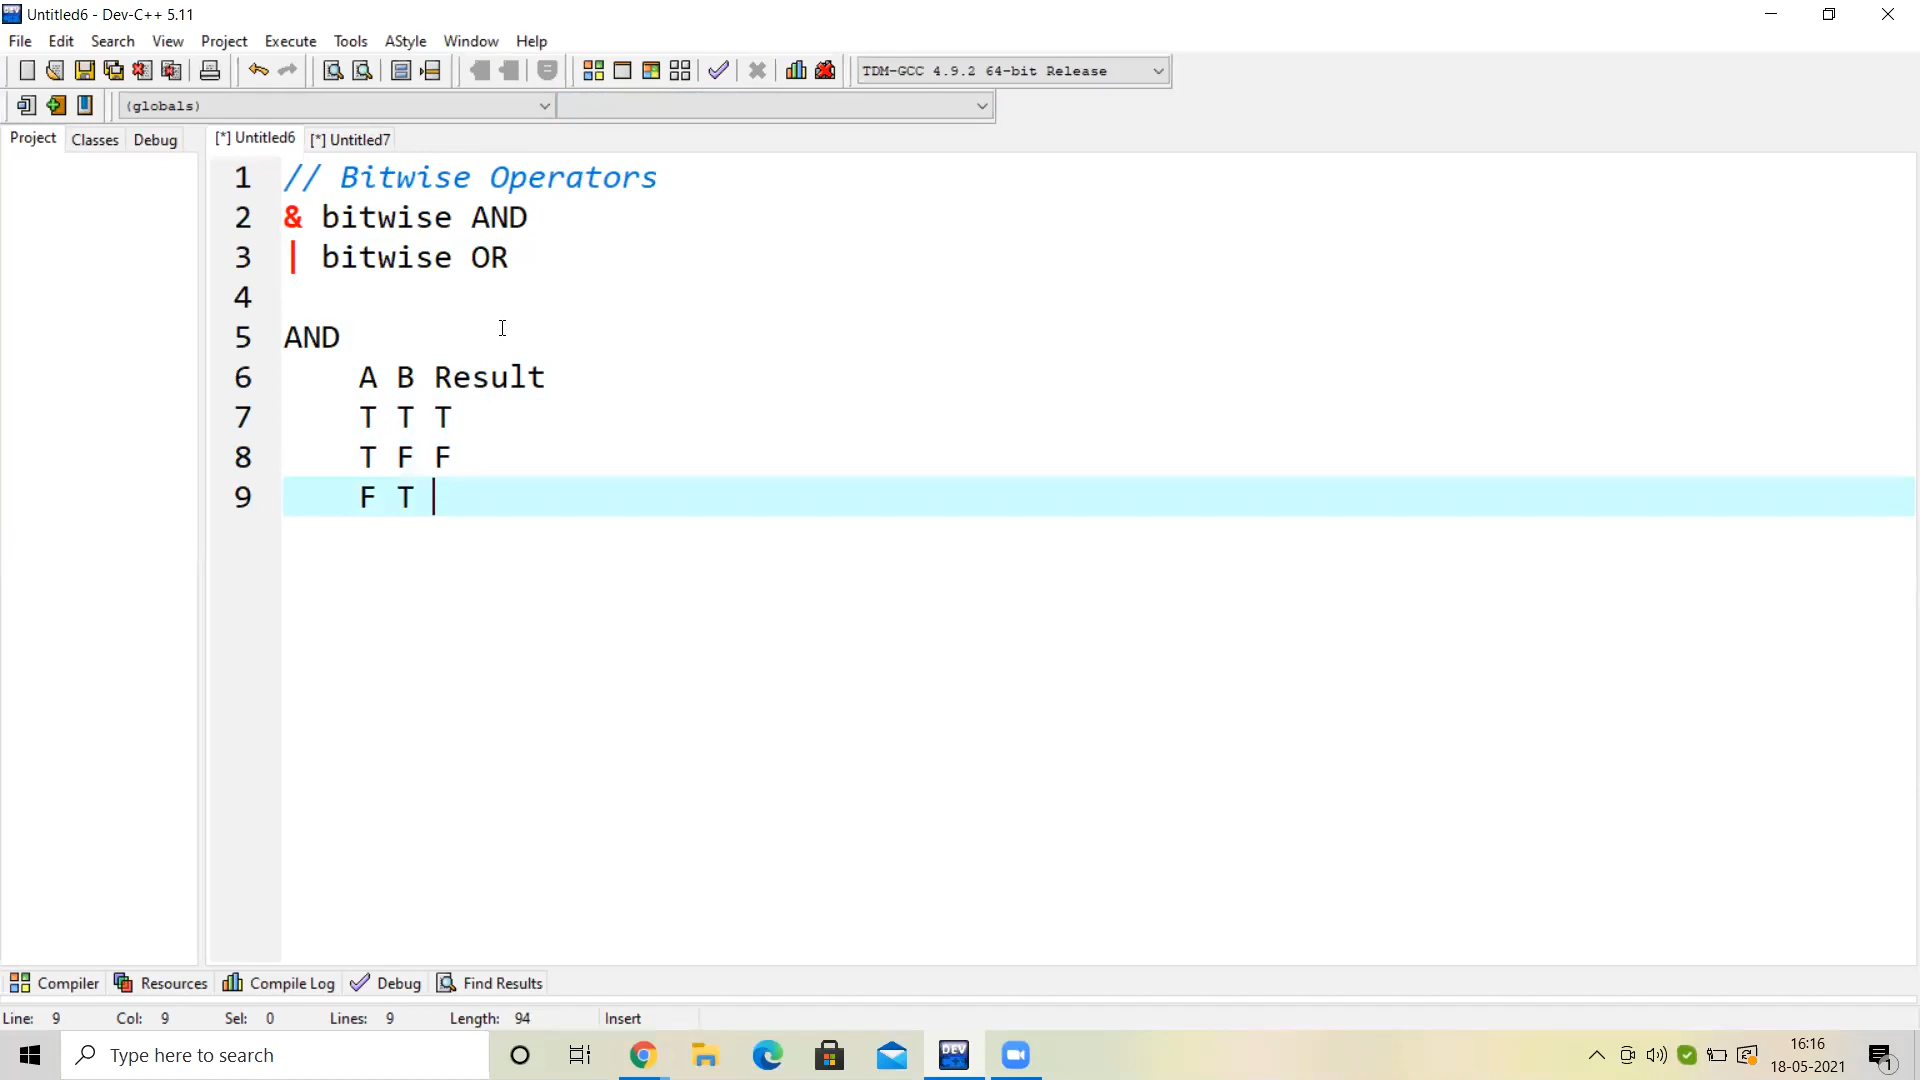 Untitled6 - Dev-C++ 5.11
File Edit Search View Project Execute Tools AStyle Window Help
TDM-GCC 4.9.2 64-bit Release
(globals)
Project Classes Debug [*] Untitled6 [*] Untitled7
1 // Bitwise Operators
2 & bitwise AND
3 | bitwise OR
4
5 AND
6 A B Result
7 T T T
8 T F F
9 F T
Compiler Resources Compile Log Debug Find Results
Line: 9 Col: 9 Sel: 0 Lines: 9 Length: 94 Insert
Type here to search
DEV C++
16:16
18-05-2021
1